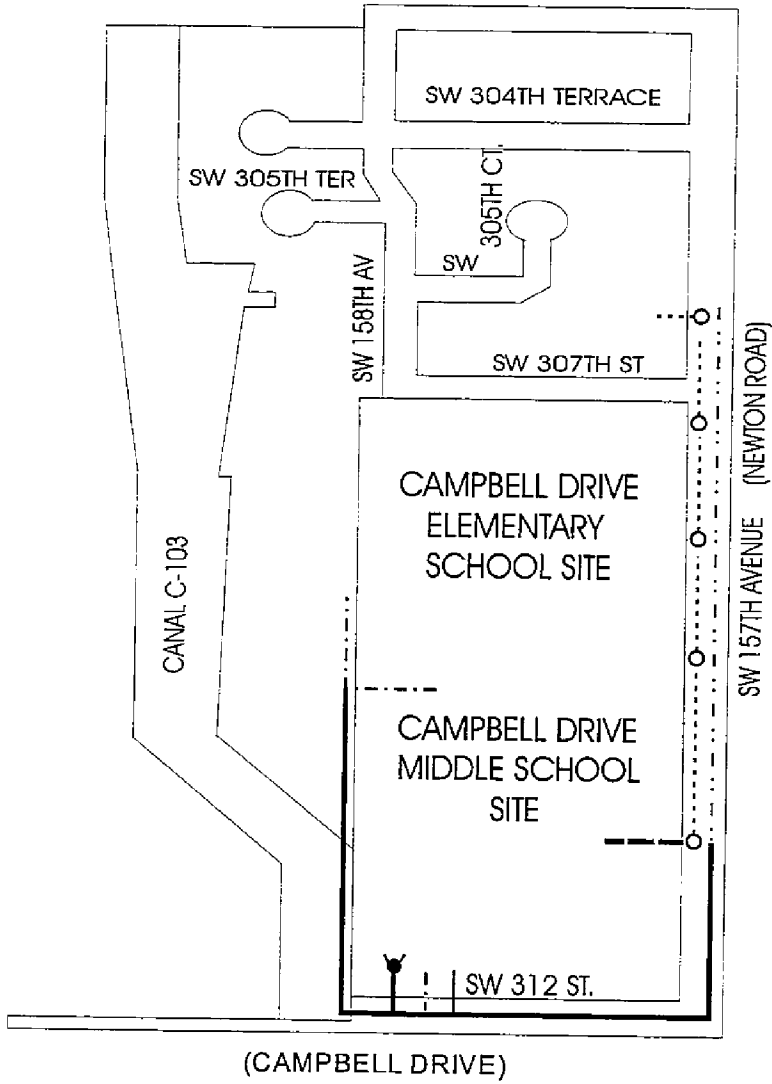 SW 304TH TERRACE
SW 305TH TER
305TH CT.
SW
SW 158TH AV
SW 307TH ST
(NEWTON ROAD)
SW 157TH AVENUE
CAMPBELL DRIVE
ELEMENTARY
SCHOOL SITE
CANAL C-103
CAMPBELL DRIVE
MIDDLE SCHOOL
SITE
SW 312 ST.
(CAMPBELL DRIVE)